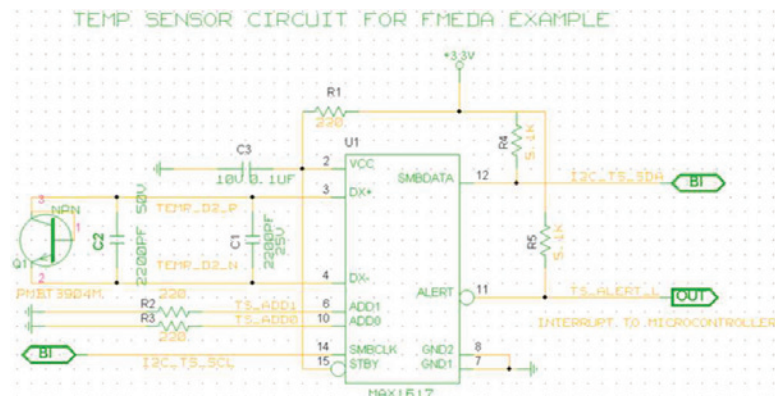 TEMP SENSOR CIRCUIT FOR FMEDA EXAMPLE
+3.3V
R1
220
U1
C3
10V 0.1UF
2
VCC
R4
5.1K
SMBDATA
12
I2C_TS_SDA
BI
3
DX+
3
NPN
1
TEMP_D2_P
C2
2200PF 50V
C1
2200PF
25V
Q1
2
TEMP_D2_N
4
DX-
R5
5.1K
PMBT3904M
220
ALERT
11
TS_ALERT_L
OUT
R2
TS_ADD1
6
ADD1
R3
TS_ADD0
10
ADD0
220
INTERRUPT TO MICROCONTROLLER
BI
I2C_TS_SCL
14
SMBCLK
GND2
8
15
STBY
GND1
7
MAX1617